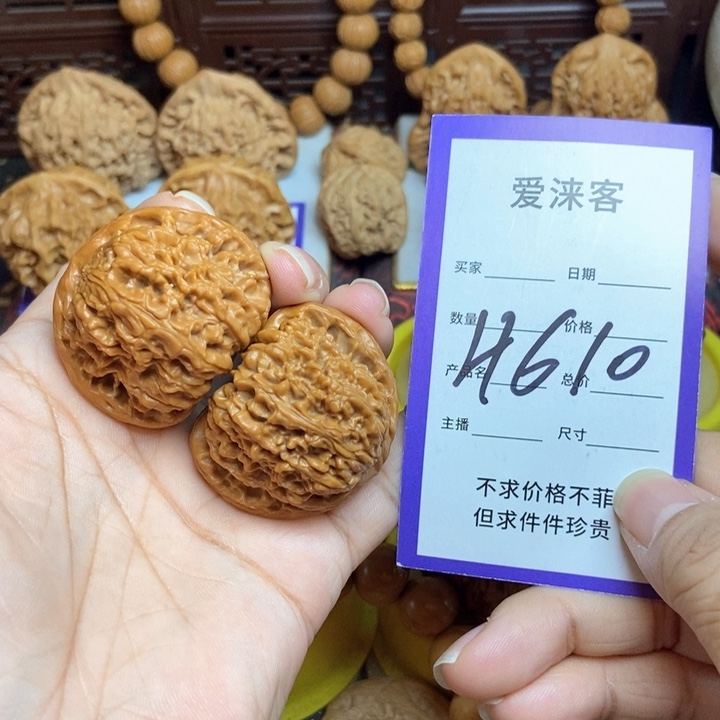 爱涞客
买家 日期
数量 价格
H610
产品名 总价
主播 尺寸
不求价格不菲
但求件件珍贵